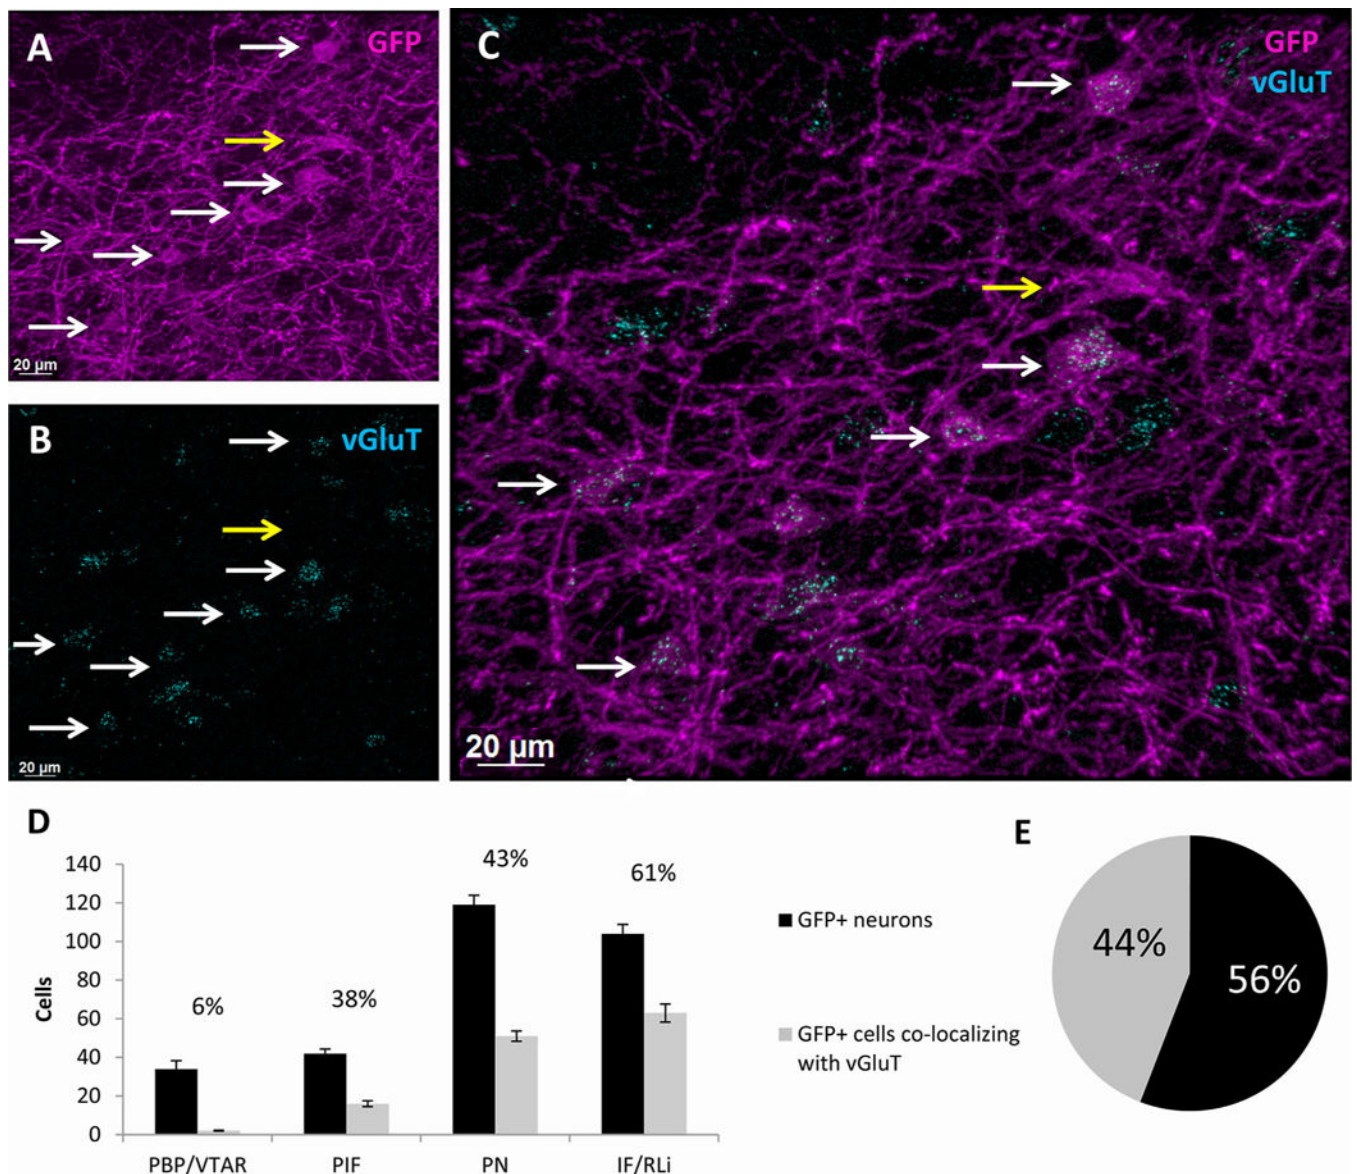 A
GFP
20 µm
B
vGluT
20 µm
C
GFP
vGluT
20 µm
D
140
120
100
80
60
40
20
0
Cells
6%
38%
43%
61%
PBP/VTAR
PIF
PN
IF/RLi
GFP+ neurons
GFP+ cells co-localizing
with vGluT
E
44%
56%